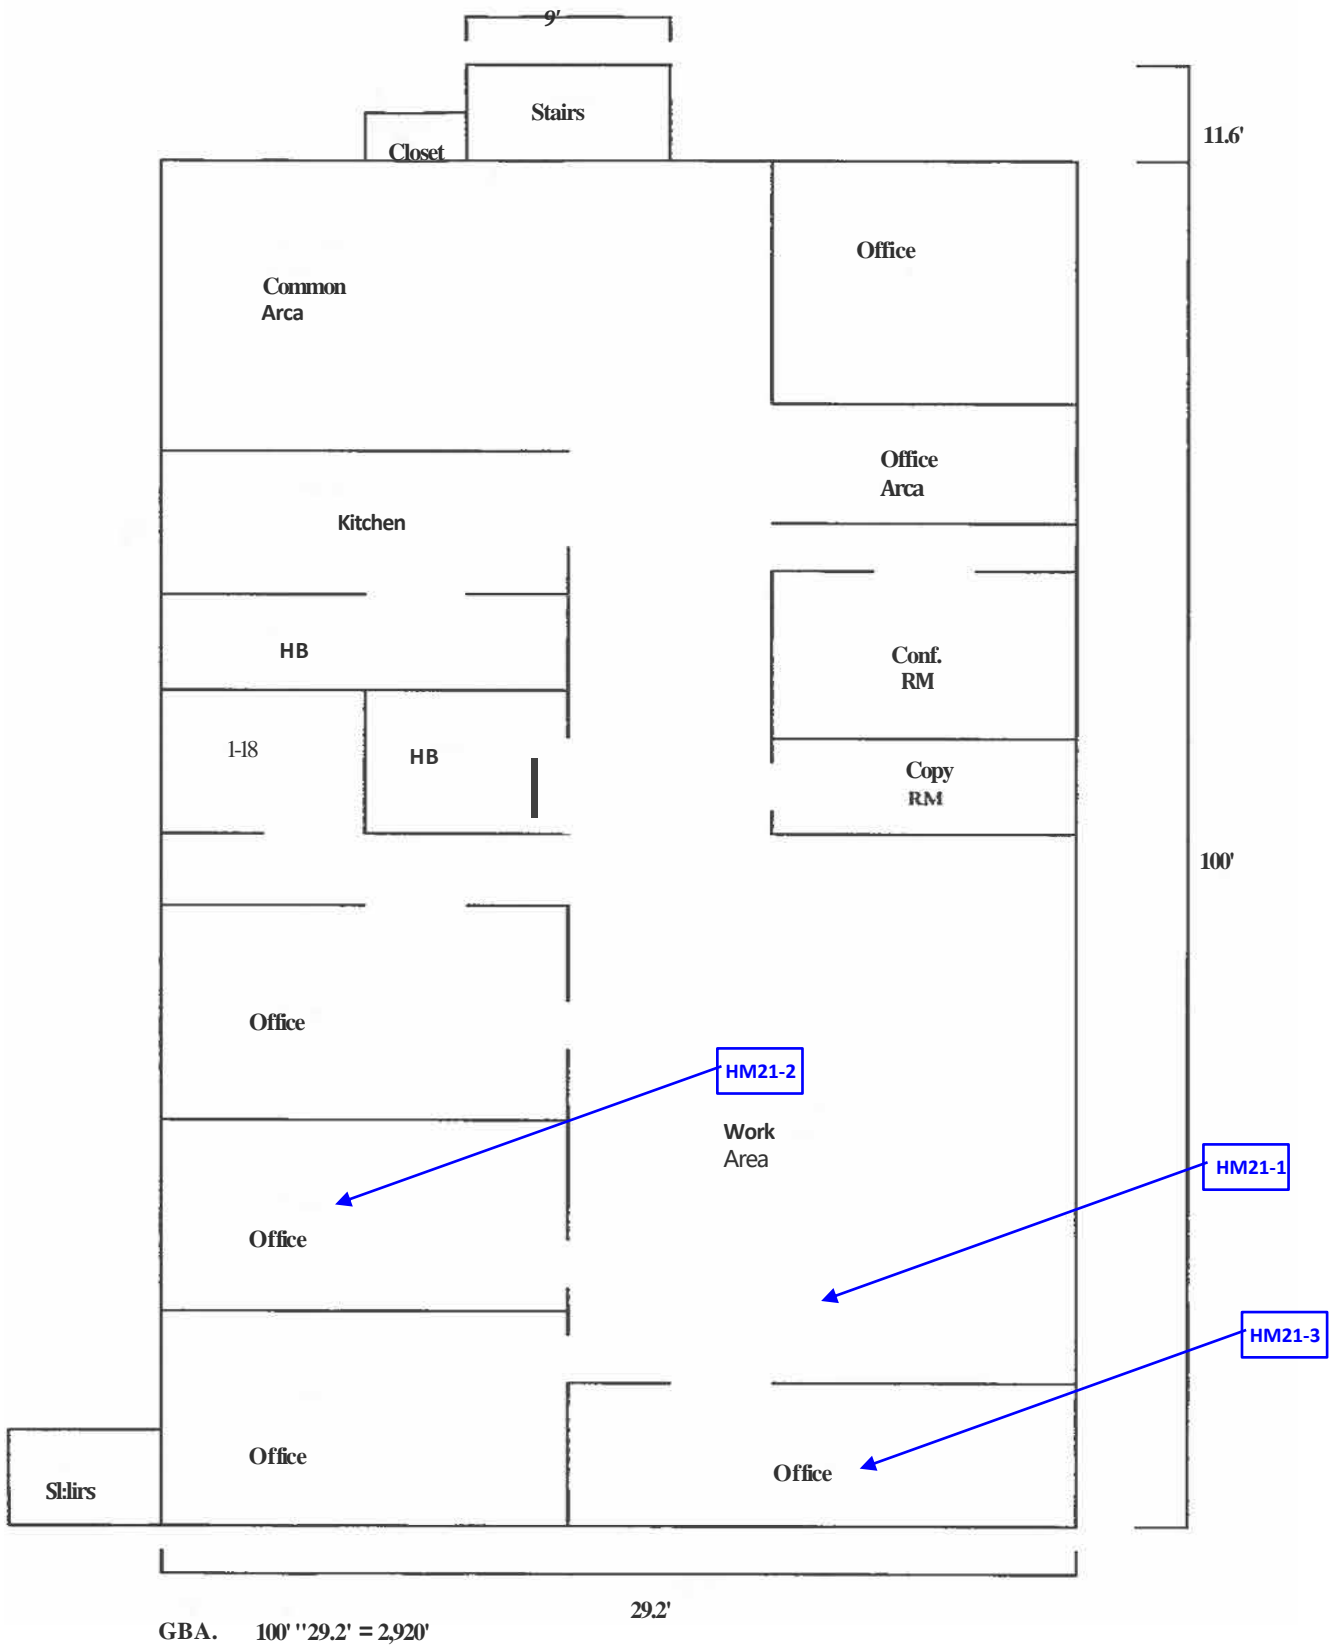 9'
Stairs
11.6'
Closet
Office
Common
Arca
Office
Arca
Kitchen
HB
Conf.
RM
1-18
HB
Copy
RM
100'
Office
HM21-2
Work
Area
HM21-1
Office
HM21-3
Office
Office
Sl:lirs
29.2'
GBA. 100' "29.2' = 2,920'